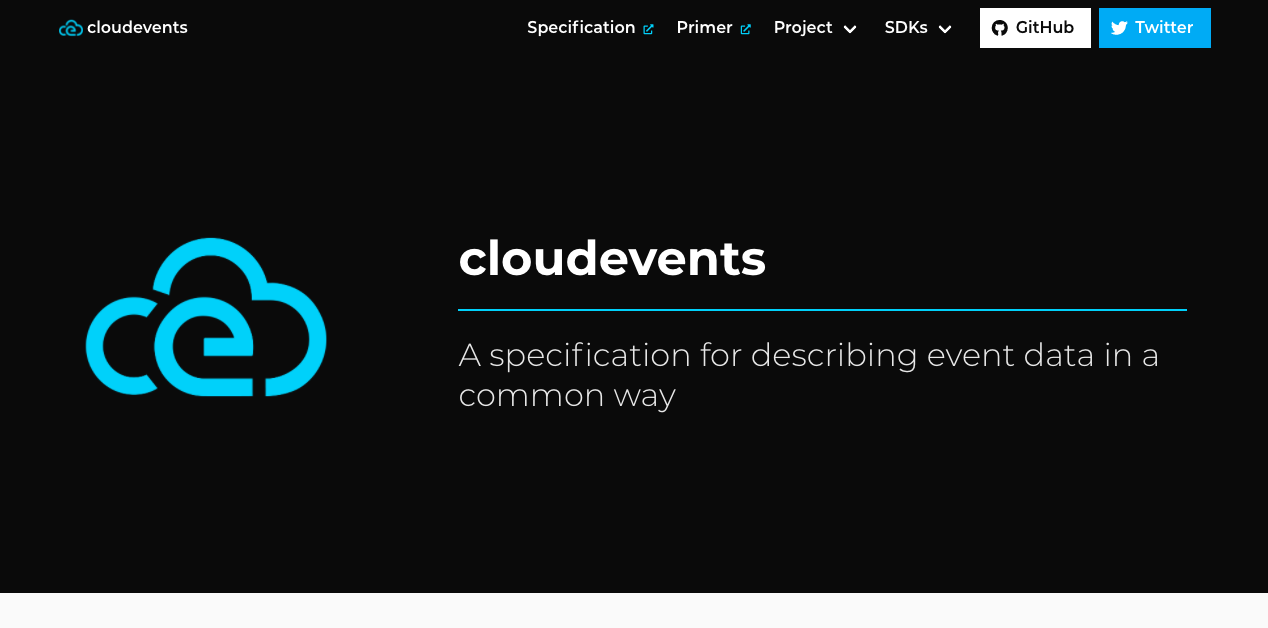 cloudevents Specification Primer Project SDKs GitHub Twitter
cloudevents
A specification for describing event data in a
common way